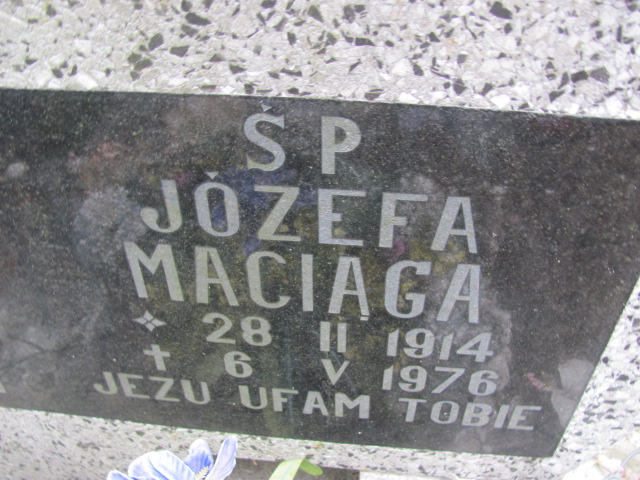 ŚP
JÓZEFA
MACIĄGA
28 II 1914
† 6 V 1976
JEZU UFAM TOBIE